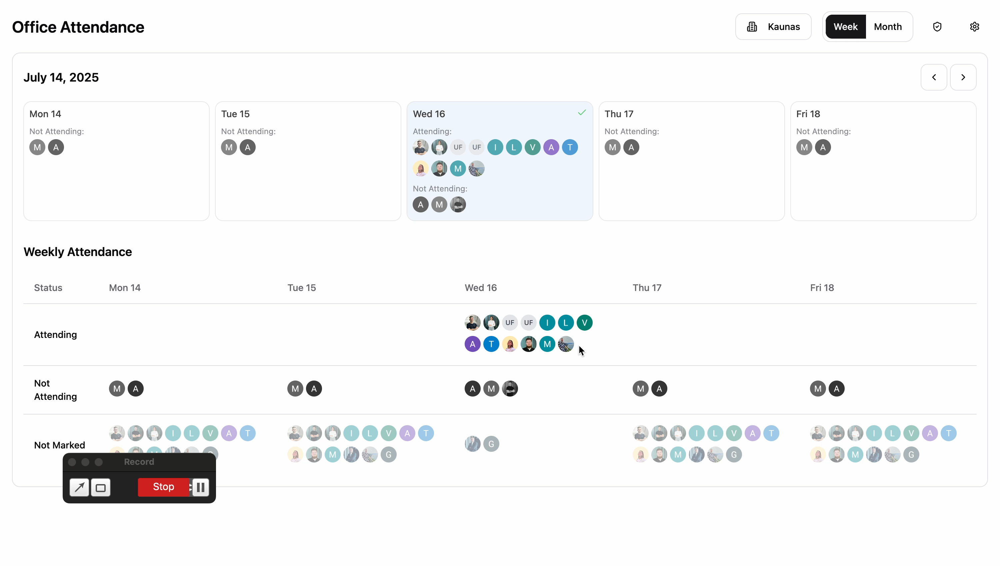 Office Attendance
Kaunas
Week Month
July 14, 2025
Mon 14
Not Attending:
M A
Tue 15
Not Attending:
M A
Wed 16
Attending:
UF UF I L V A T
M
Not Attending:
A M
Thu 17
Not Attending:
M A
Fri 18
Not Attending:
M A
Weekly Attendance
Status Mon 14 Tue 15 Wed 16 Thu 17 Fri 18
Attending
UF UF I L V
A T M
Not
Attending
M A
M A
A M
M A
M A
Not Marked
I L V A T
I L V A T
M G
G
I L V A T
M G
I L V A T
M G
Record
Stop